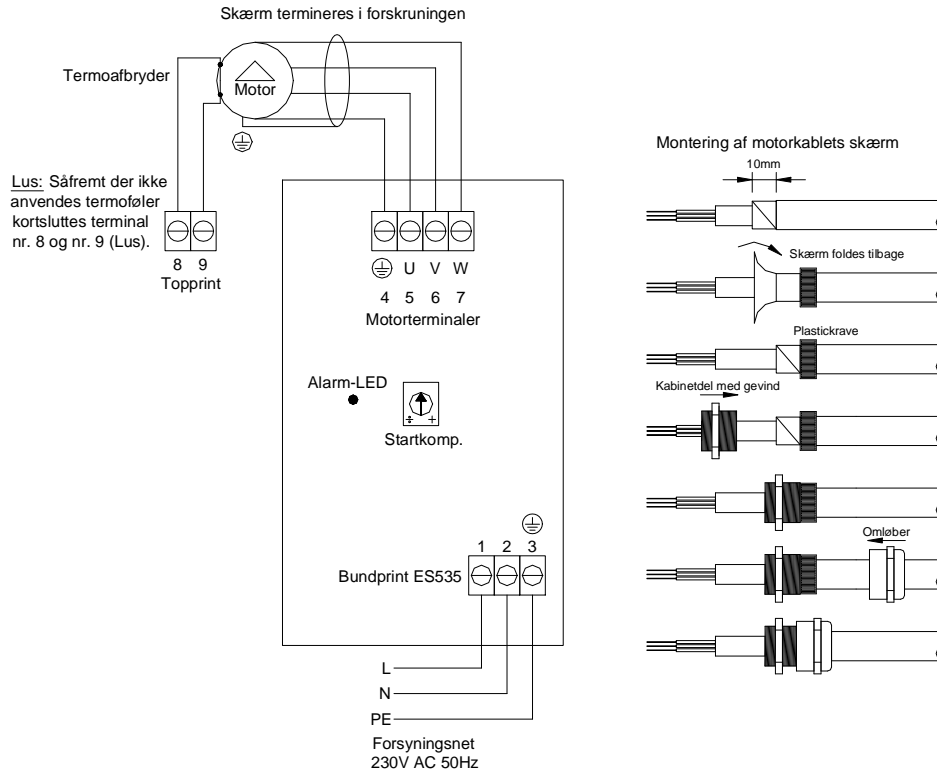 Skærm termineres i forskruningen
Termoafbryder
Motor
Lus: Såfremt der ikke
anvendes termoføler
kortsluttes terminal
nr. 8 og nr. 9 (Lus).
8 9
Topprint
U V W
4 5 6 7
Motorterminaler
Alarm-LED
÷ +
Startkomp.
1 2 3
Bundprint ES535
L
N
PE
Forsyningsnet
230V AC 50Hz
Montering af motorkablets skærm
10mm
Skærm foldes tilbage
Plastickrave
Kabinetdel med gevind
Omløber